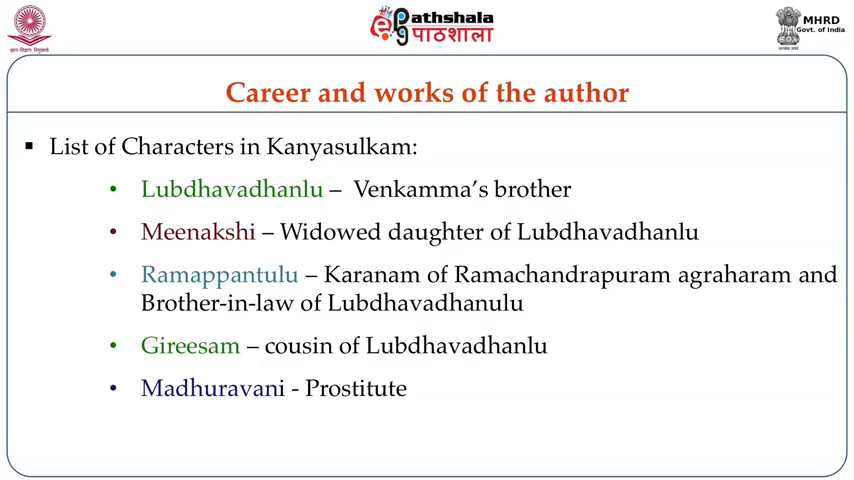 Pathshala
पाठशाला
MHRD
Govt. of India
Career and works of the author
▪ List of Characters in Kanyasulkam:
• Lubdhavadhanlu – Venkamma’s brother
• Meenakshi – Widowed daughter of Lubdhavadhanlu
• Ramappantulu – Karanam of Ramachandrapuram agraharam and
Brother-in-law of Lubdhavadhanulu
• Gireesam – cousin of Lubdhavadhanlu
• Madhuravani - Prostitute